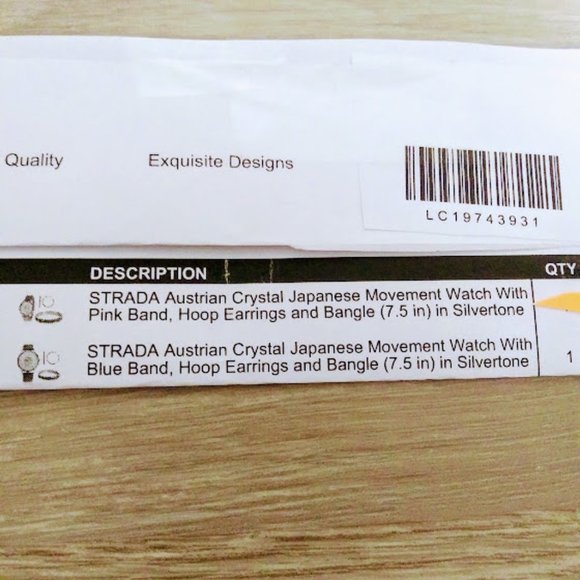 Quality Exquisite Designs
LC19743931
DESCRIPTION QTY
STRADA Austrian Crystal Japanese Movement Watch With
Pink Band, Hoop Earrings and Bangle (7.5 in) in Silvertone
STRADA Austrian Crystal Japanese Movement Watch With
Blue Band, Hoop Earrings and Bangle (7.5 in) in Silvertone 1